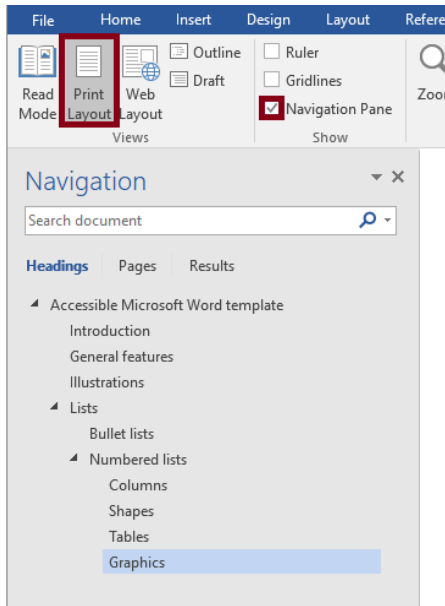 File Home Insert Design Layout Refere
Read Mode
Print Layout
Web Layout
Outline
Draft
Views
Ruler
Gridlines
Navigation Pane
Show
Zoo
Navigation
Search document
Headings Pages Results
Accessible Microsoft Word template
Introduction
General features
Illustrations
Lists
Bullet lists
Numbered lists
Columns
Shapes
Tables
Graphics